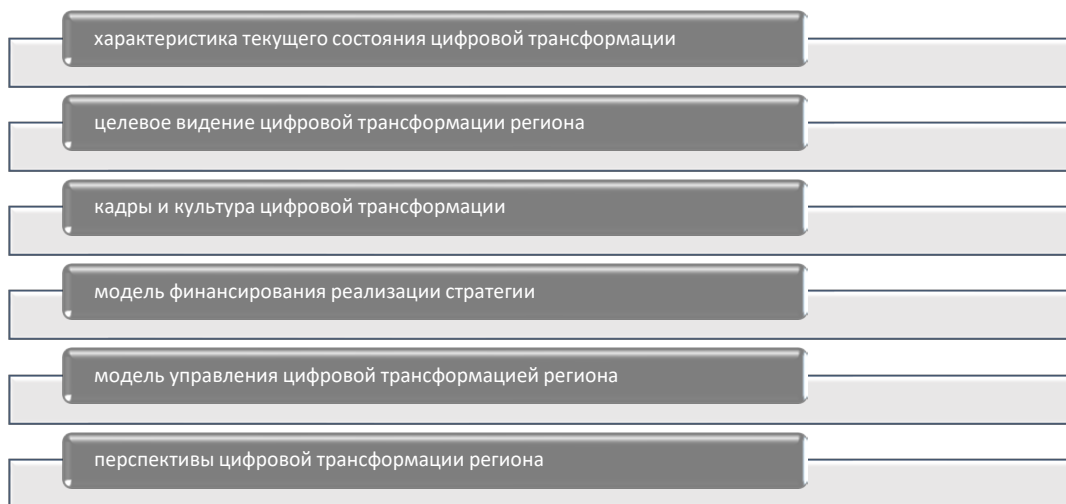 характеристика текущего состояния цифровой трансформации
целевое видение цифровой трансформации региона
кадры и культура цифровой трансформации
модель финансирования реализации стратегии
модель управления цифровой трансформацией региона
перспективы цифровой трансформации региона